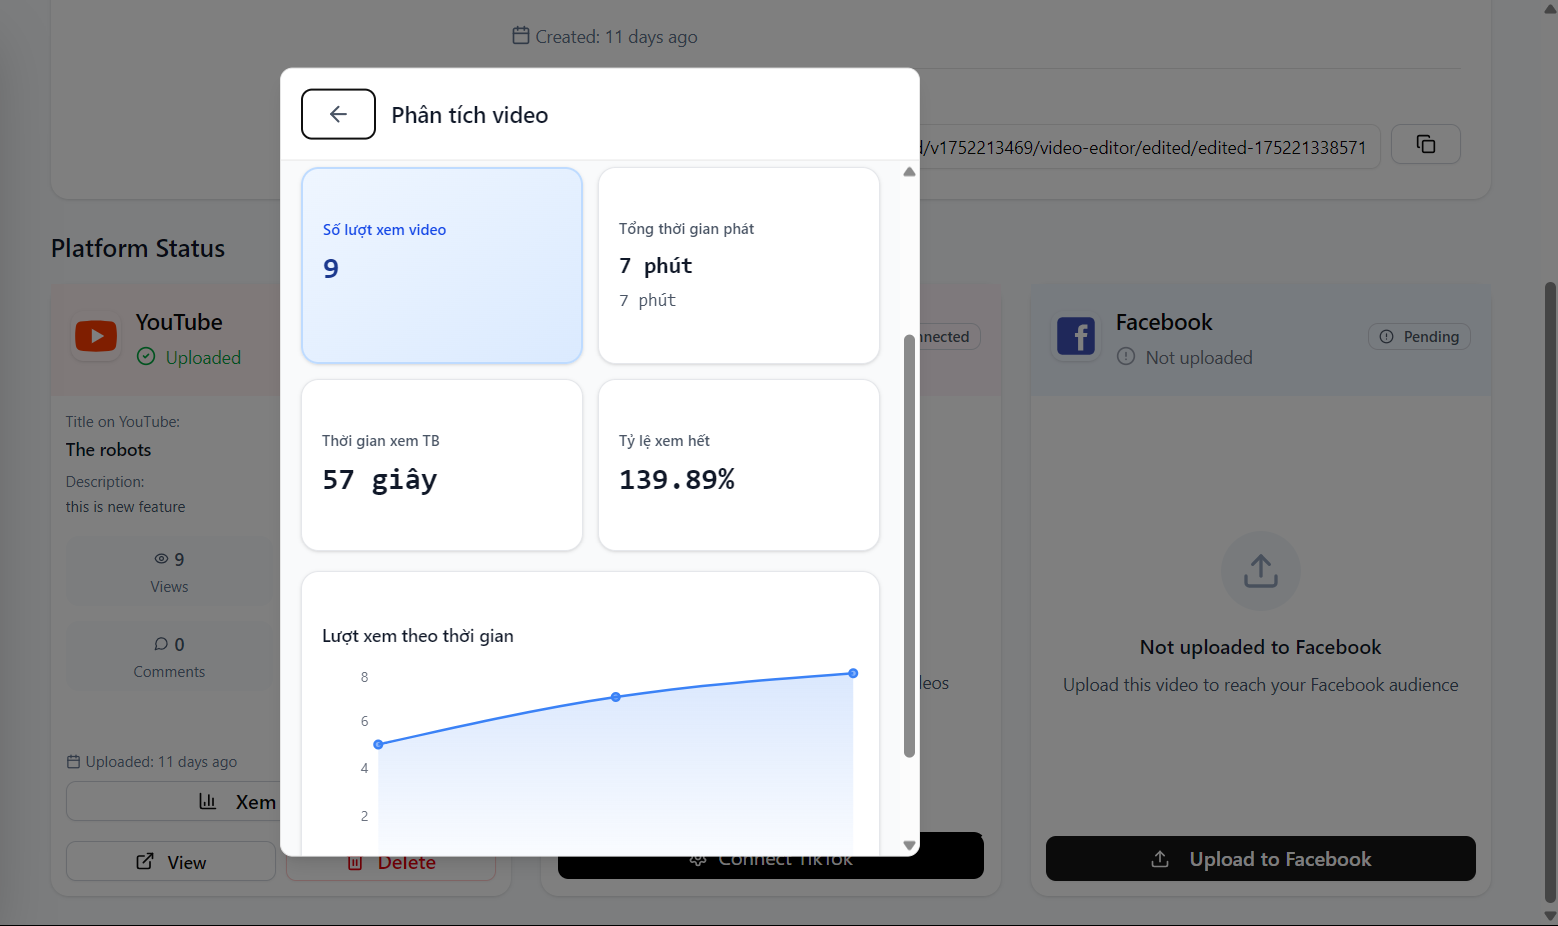 Created: 11 days ago
Phân tích video
d/v1752213469/video-editor/edited/edited-175221338571
Số lượt xem video
9
Tổng thời gian phát
7 phút
7 phút
Thời gian xem TB
57 giây
Tỷ lệ xem hết
139.89%
Lượt xem theo thời gian
8
6
4
2
Platform Status
YouTube
Uploaded
Title on YouTube:
The robots
Description:
this is new feature
9
Views
0
Comments
Uploaded: 11 days ago
Xem
View
Delete
nnected
leos
Connect TikTok
Facebook
Not uploaded
Pending
Not uploaded to Facebook
Upload this video to reach your Facebook audience
Upload to Facebook